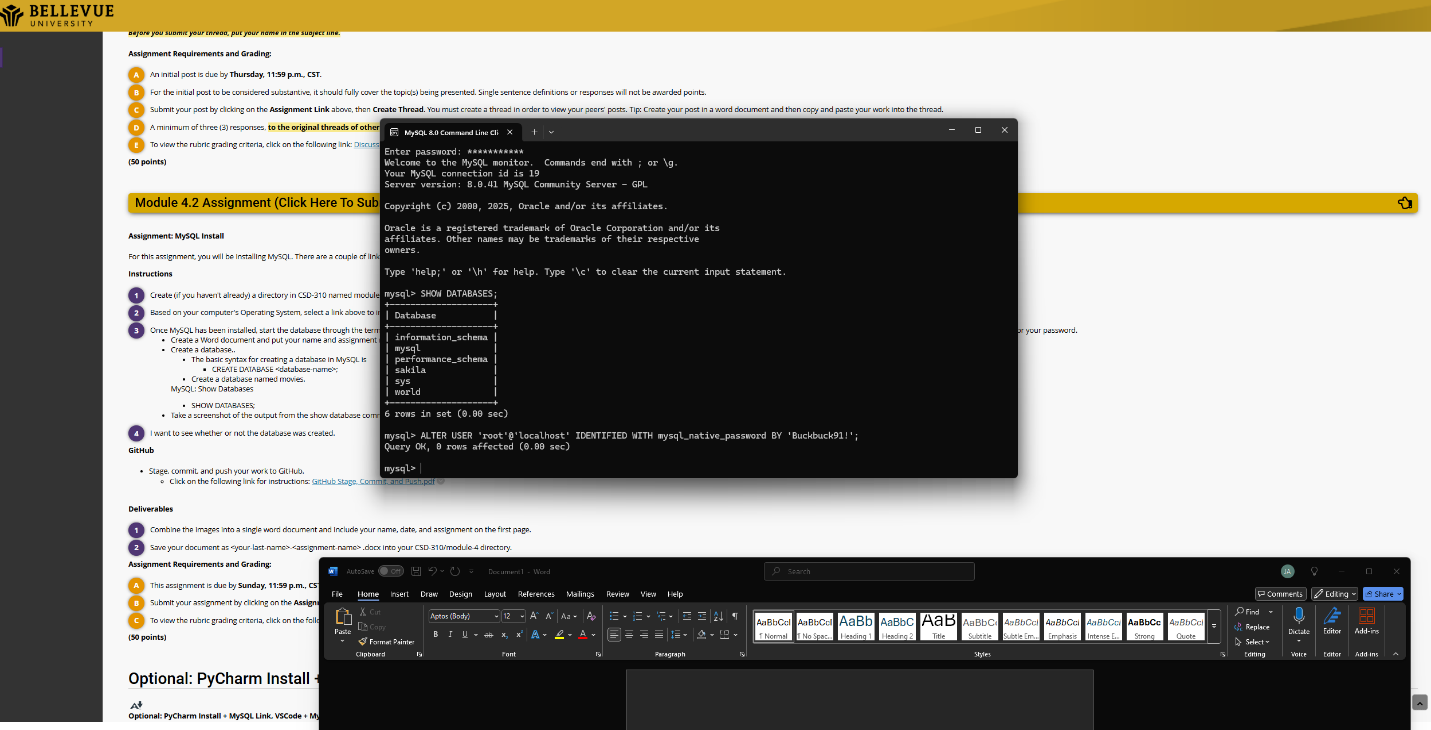 BELLEVUE
UNIVERSITY
Before you submit your thread, put your name in the subject line.
Assignment Requirements and Grading:
A An initial post is due by Thursday, 11:59 p.m., CST.
B For the initial post to be considered substantive, it should fully cover the topic(s) being presented. Single sentence definitions or responses will not be awarded points.
C Submit your post by clicking on the Assignment Link above, then Create Thread. You must create a thread in order to view your peers' posts. Tip: Create your post in a word document and then copy and paste your work into the thread.
D A minimum of three (3) responses, to the original threads of other
E To view the rubric grading criteria, click on the following link: Discuss
(50 points)
Module 4.2 Assignment (Click Here To Sub
Assignment: MySQL Install
For this assignment, you will be installing MySQL. There are a couple of link
Instructions
1 Create (if you haven't already) a directory in CSD-310 named module
2 Based on your computer's Operating System, select a link above to in
3 Once MySQL has been installed, start the database through the term
or your password.
• Create a Word document and put your name and assignment
• Create a database..
• The basic syntax for creating a database in MySQL is
▪ CREATE DATABASE <database-name>;
• Create a database named movies.
MySQL: Show Databases
• SHOW DATABASES;
• Take a screenshot of the output from the show database com
4 I want to see whether or not the database was created.
GitHub
• Stage, commit, and push your work to GitHub.
◦ Click on the following link for instructions: GitHub Stage, Commit, and Push.pdf
Deliverables
1 Combine the images into a single word document and include your name, date, and assignment on the first page.
2 Save your document as <your-last-name>-<assignment-name> .docx into your CSD-310/module-4 directory.
Assignment Requirements and Grading:
A This assignment is due by Sunday, 11:59 p.m., CST
B Submit your assignment by clicking on the Assignm
C To view the rubric grading criteria, click on the follo
(50 points)
Optional: PyCharm Install +
Optional: PyCharm Install + MySQL Link. VSCode + My
MySQL 8.0 Command Line Cli
Enter password: ***********
Welcome to the MySQL monitor.  Commands end with ; or \g.
Your MySQL connection id is 19
Server version: 8.0.41 MySQL Community Server - GPL
Copyright (c) 2000, 2025, Oracle and/or its affiliates.
Oracle is a registered trademark of Oracle Corporation and/or its
affiliates. Other names may be trademarks of their respective
owners.
Type 'help;' or '\h' for help. Type '\c' to clear the current input statement.
mysql> SHOW DATABASES;
+--------------------+
| Database           |
+--------------------+
| information_schema |
| mysql              |
| performance_schema |
| sakila             |
| sys                |
| world              |
+--------------------+
6 rows in set (0.00 sec)
mysql> ALTER USER 'root'@'localhost' IDENTIFIED WITH mysql_native_password BY 'Buckbuck91!';
Query OK, 0 rows affected (0.00 sec)
mysql>
AutoSave Off Document1 - Word Search JA
File Home Insert Draw Design Layout References Mailings Review View Help Comments Editing Share
Paste Cut Copy Format Painter
Aptos (Body) 12
AaBbCcI AaBbCcI AaBb AaBbC AaB AaBbC AaBbCcI AaBbCcI AaBbCcI AaBbCc AaBbCcI
¶ Normal ¶ No Spac... Heading 1 Heading 2 Title Subtitle Subtle Em... Emphasis Intense E... Strong Quote
Find Replace Select
Dictate Editor Add-ins
Clipboard Font Paragraph Styles Editing Voice Editor Add-ins